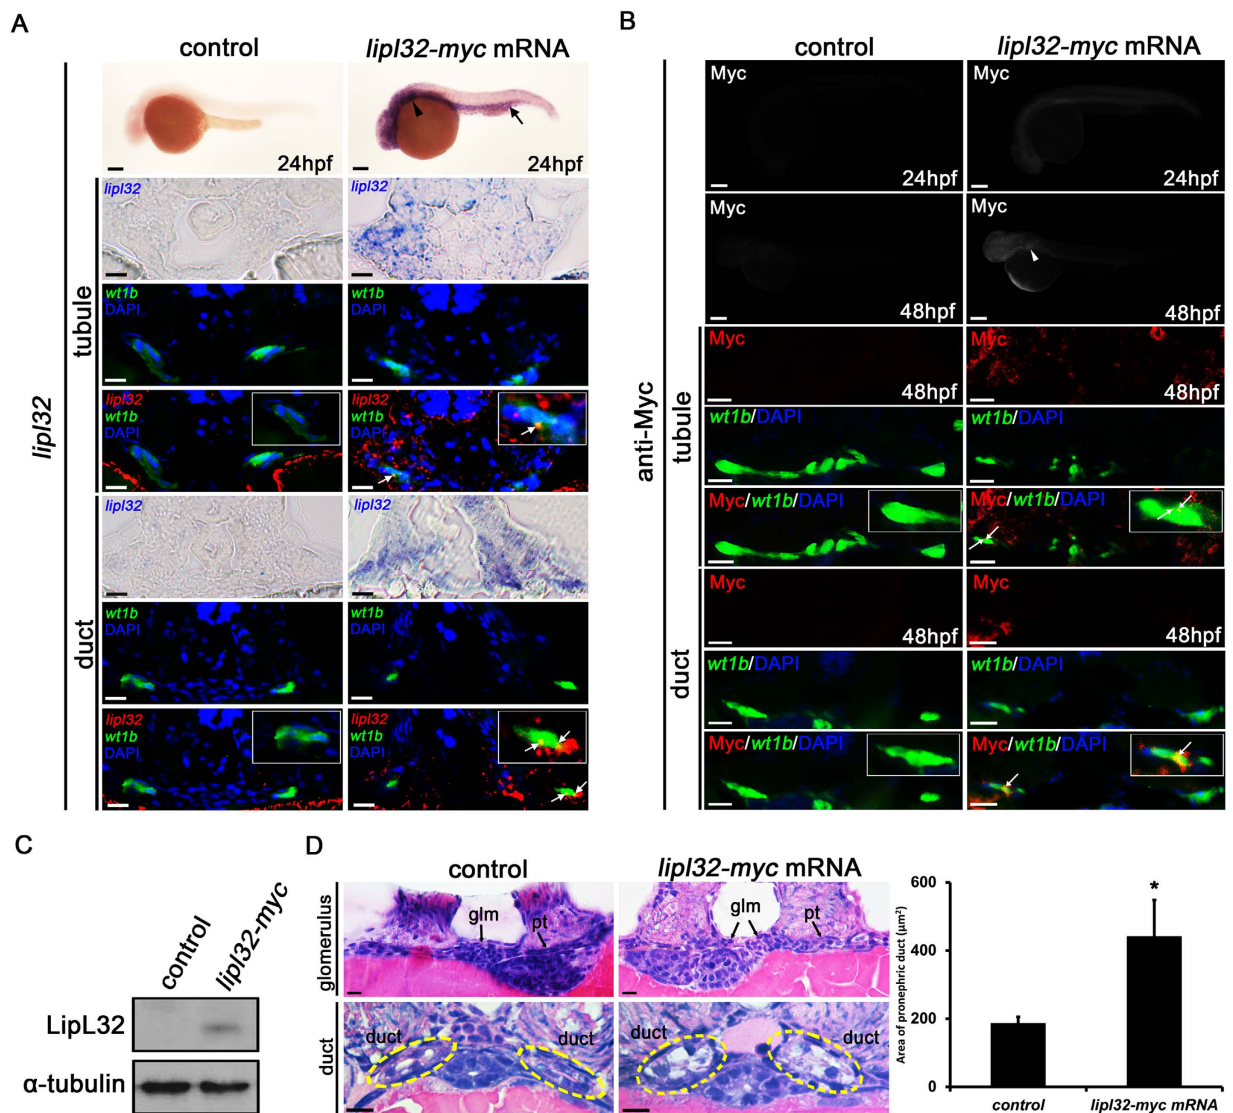 A
control
lipl32-myc mRNA
24hpf
24hpf
lipl32
tubule
duct
lipl32
lipl32
wt1b
DAPI
wt1b
DAPI
lipl32
wt1b
DAPI
lipl32
wt1b
DAPI
lipl32
lipl32
wt1b
DAPI
wt1b
DAPI
lipl32
wt1b
DAPI
lipl32
wt1b
DAPI
B
control
lipl32-myc mRNA
anti-Myc
tubule
duct
Myc
24hpf
Myc
24hpf
Myc
48hpf
Myc
48hpf
Myc
48hpf
Myc
48hpf
wt1b/DAPI
wt1b/DAPI
Myc/wt1b/DAPI
Myc/wt1b/DAPI
Myc
48hpf
Myc
48hpf
wt1b/DAPI
wt1b/DAPI
Myc/wt1b/DAPI
Myc/wt1b/DAPI
C
control
lipl32-myc
LipL32
α-tubulin
D
control
lipl32-myc mRNA
glomerulus
glm
pt
glm
pt
duct
duct
duct
duct
duct
Area of pronephric duct (μm²)
600
400
200
0
*
control
lipl32-myc mRNA